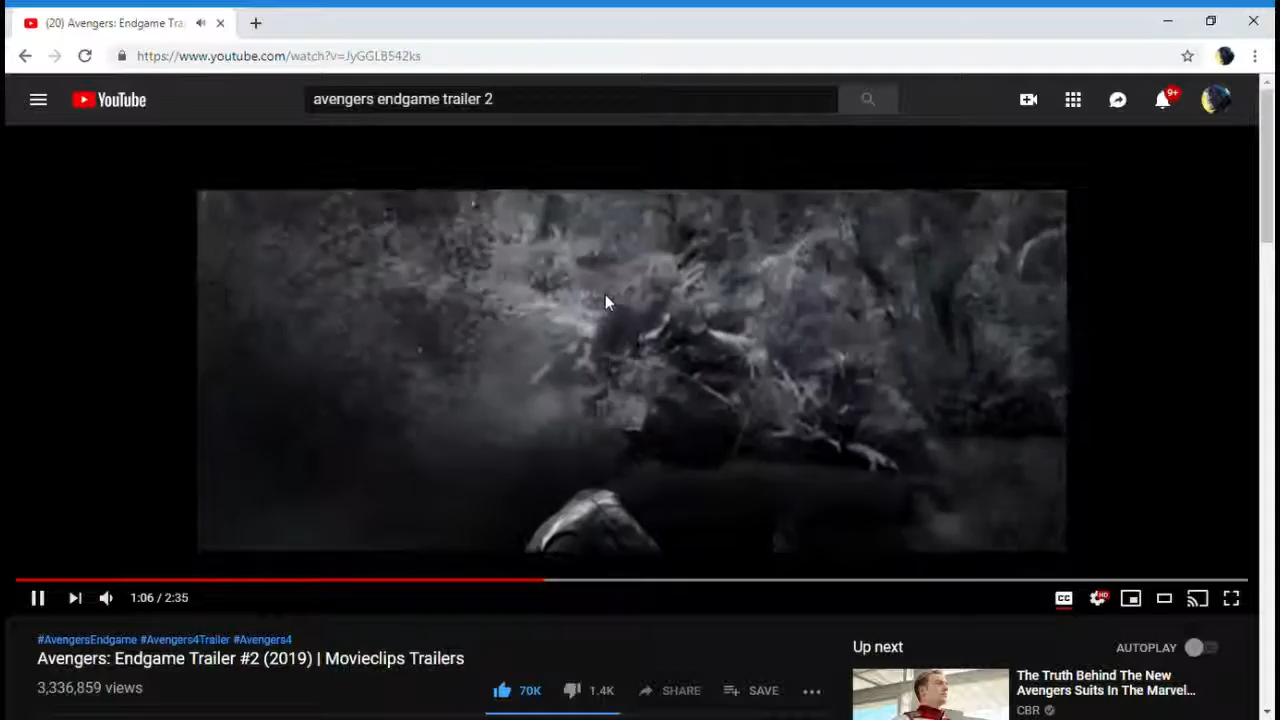 (20) Avengers: Endgame Tra
https://www.youtube.com/watch?v=JyGGLB542ks
YouTube
avengers endgame trailer 2
9+
1:06 / 2:35
CC
HD
#AvengersEndgame #Avengers4Trailer #Avengers4
Avengers: Endgame Trailer #2 (2019) | Movieclips Trailers
3,336,859 views
70K
1.4K
SHARE
SAVE
Up next
AUTOPLAY
The Truth Behind The New
Avengers Suits In The Marvel...
CBR